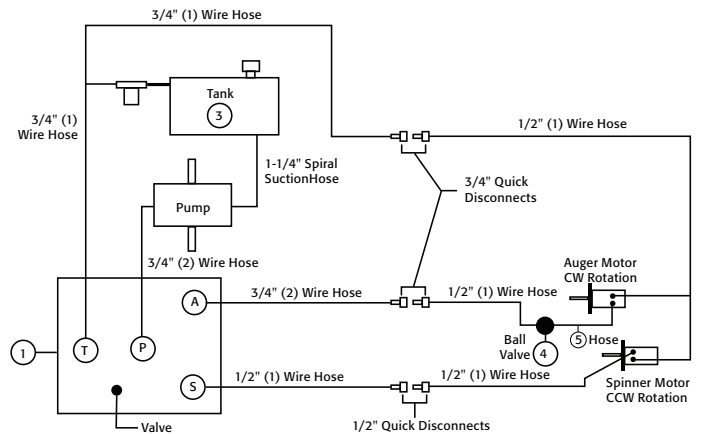 3/4" (1) Wire Hose
Tank
3
3/4" (1)
Wire Hose
1/2" (1) Wire Hose
1-1/4" Spiral
SuctionHose
3/4" Quick
Disconnects
Pump
3/4" (2) Wire Hose
Auger Motor
CW Rotation
A
3/4" (2) Wire Hose
1/2" (1) Wire Hose
1
T
P
Ball
Valve
4
5
Hose
S
1/2" (1) Wire Hose
1/2" (1) Wire Hose
Spinner Motor
CCW Rotation
Valve
1/2" Quick Disconnects